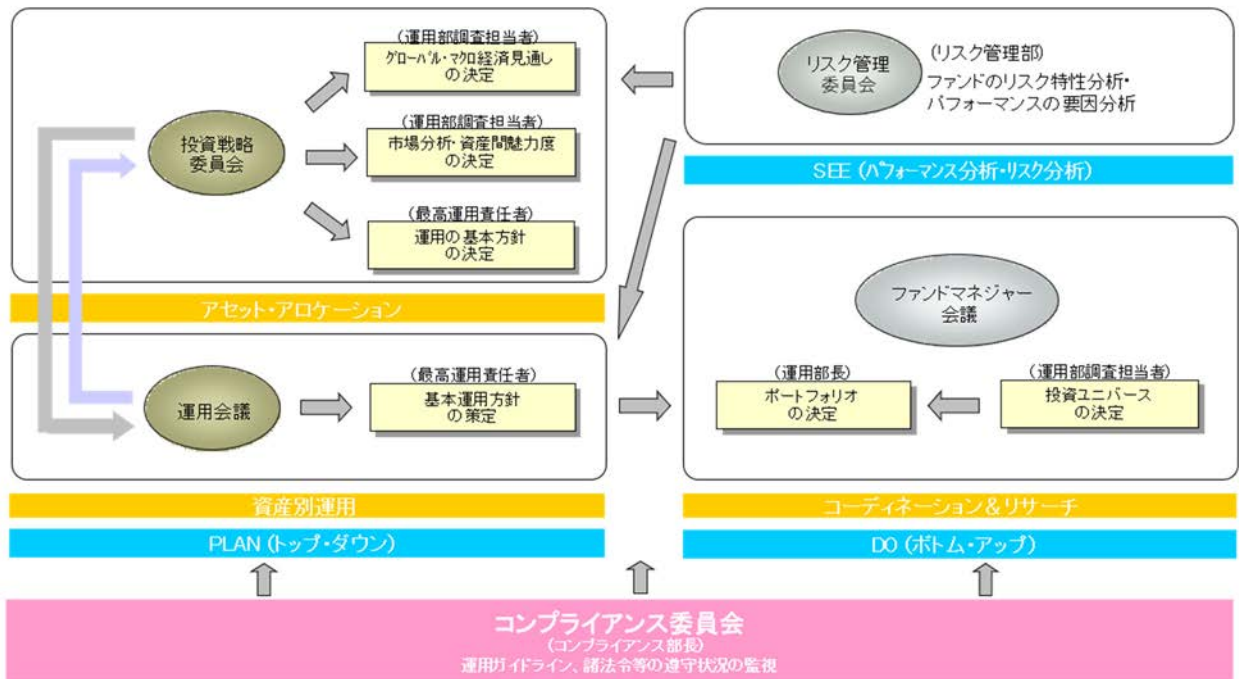 (運用部調査担当者)
グローバル・マクロ経済見通し
の決定
投資戦略
委員会
(運用部調査担当者)
市場分析・資産間魅力度
の決定
(最高運用責任者)
運用の基本方針
の決定
アセット・アロケーション
運用会議
(最高運用責任者)
基本運用方針
の策定
資産別運用
PLAN (トップ・ダウン)
リスク管理
委員会
(リスク管理部)
ファンドのリスク特性分析・
パフォーマンスの要因分析
SEE (パフォーマンス分析・リスク分析)
ファンドマネジャー
会議
(運用部長)
ポートフォリオ
の決定
(運用部調査担当者)
投資ユニバース
の決定
コーディネーション&リサーチ
DO (ボトム・アップ)
コンプライアンス委員会
(コンプライアンス部長)
運用ガイドライン、諸法令等の遵守状況の監視